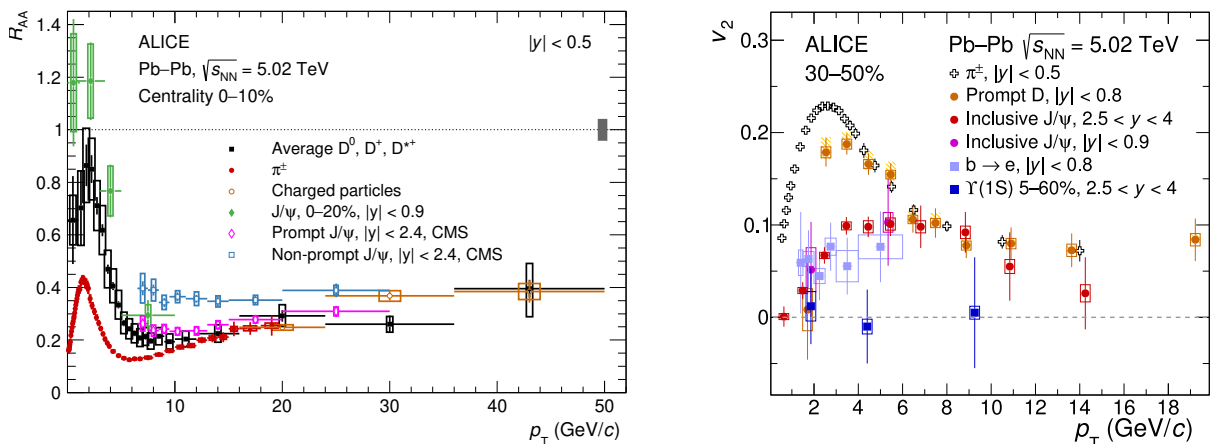 R_AA
ALICE
|y| < 0.5
Pb–Pb, √s_NN = 5.02 TeV
Centrality 0–10%
Average D⁰, D⁺, D*⁺
π±
Charged particles
J/ψ, 0–20%, |y| < 0.9
Prompt J/ψ, |y| < 2.4, CMS
Non-prompt J/ψ, |y| < 2.4, CMS
1.4
1.2
1
0.8
0.6
0.4
0.2
0
0 10 20 30 40 50
p_T (GeV/c)
v_2
ALICE
30–50%
Pb–Pb √s_NN = 5.02 TeV
π±, |y| < 0.5
Prompt D, |y| < 0.8
Inclusive J/ψ, 2.5 < y < 4
Inclusive J/ψ, |y| < 0.9
b → e, |y| < 0.8
ϒ(1S) 5–60%, 2.5 < y < 4
0.3
0.2
0.1
0
2 4 6 8 10 12 14 16 18
p_T (GeV/c)